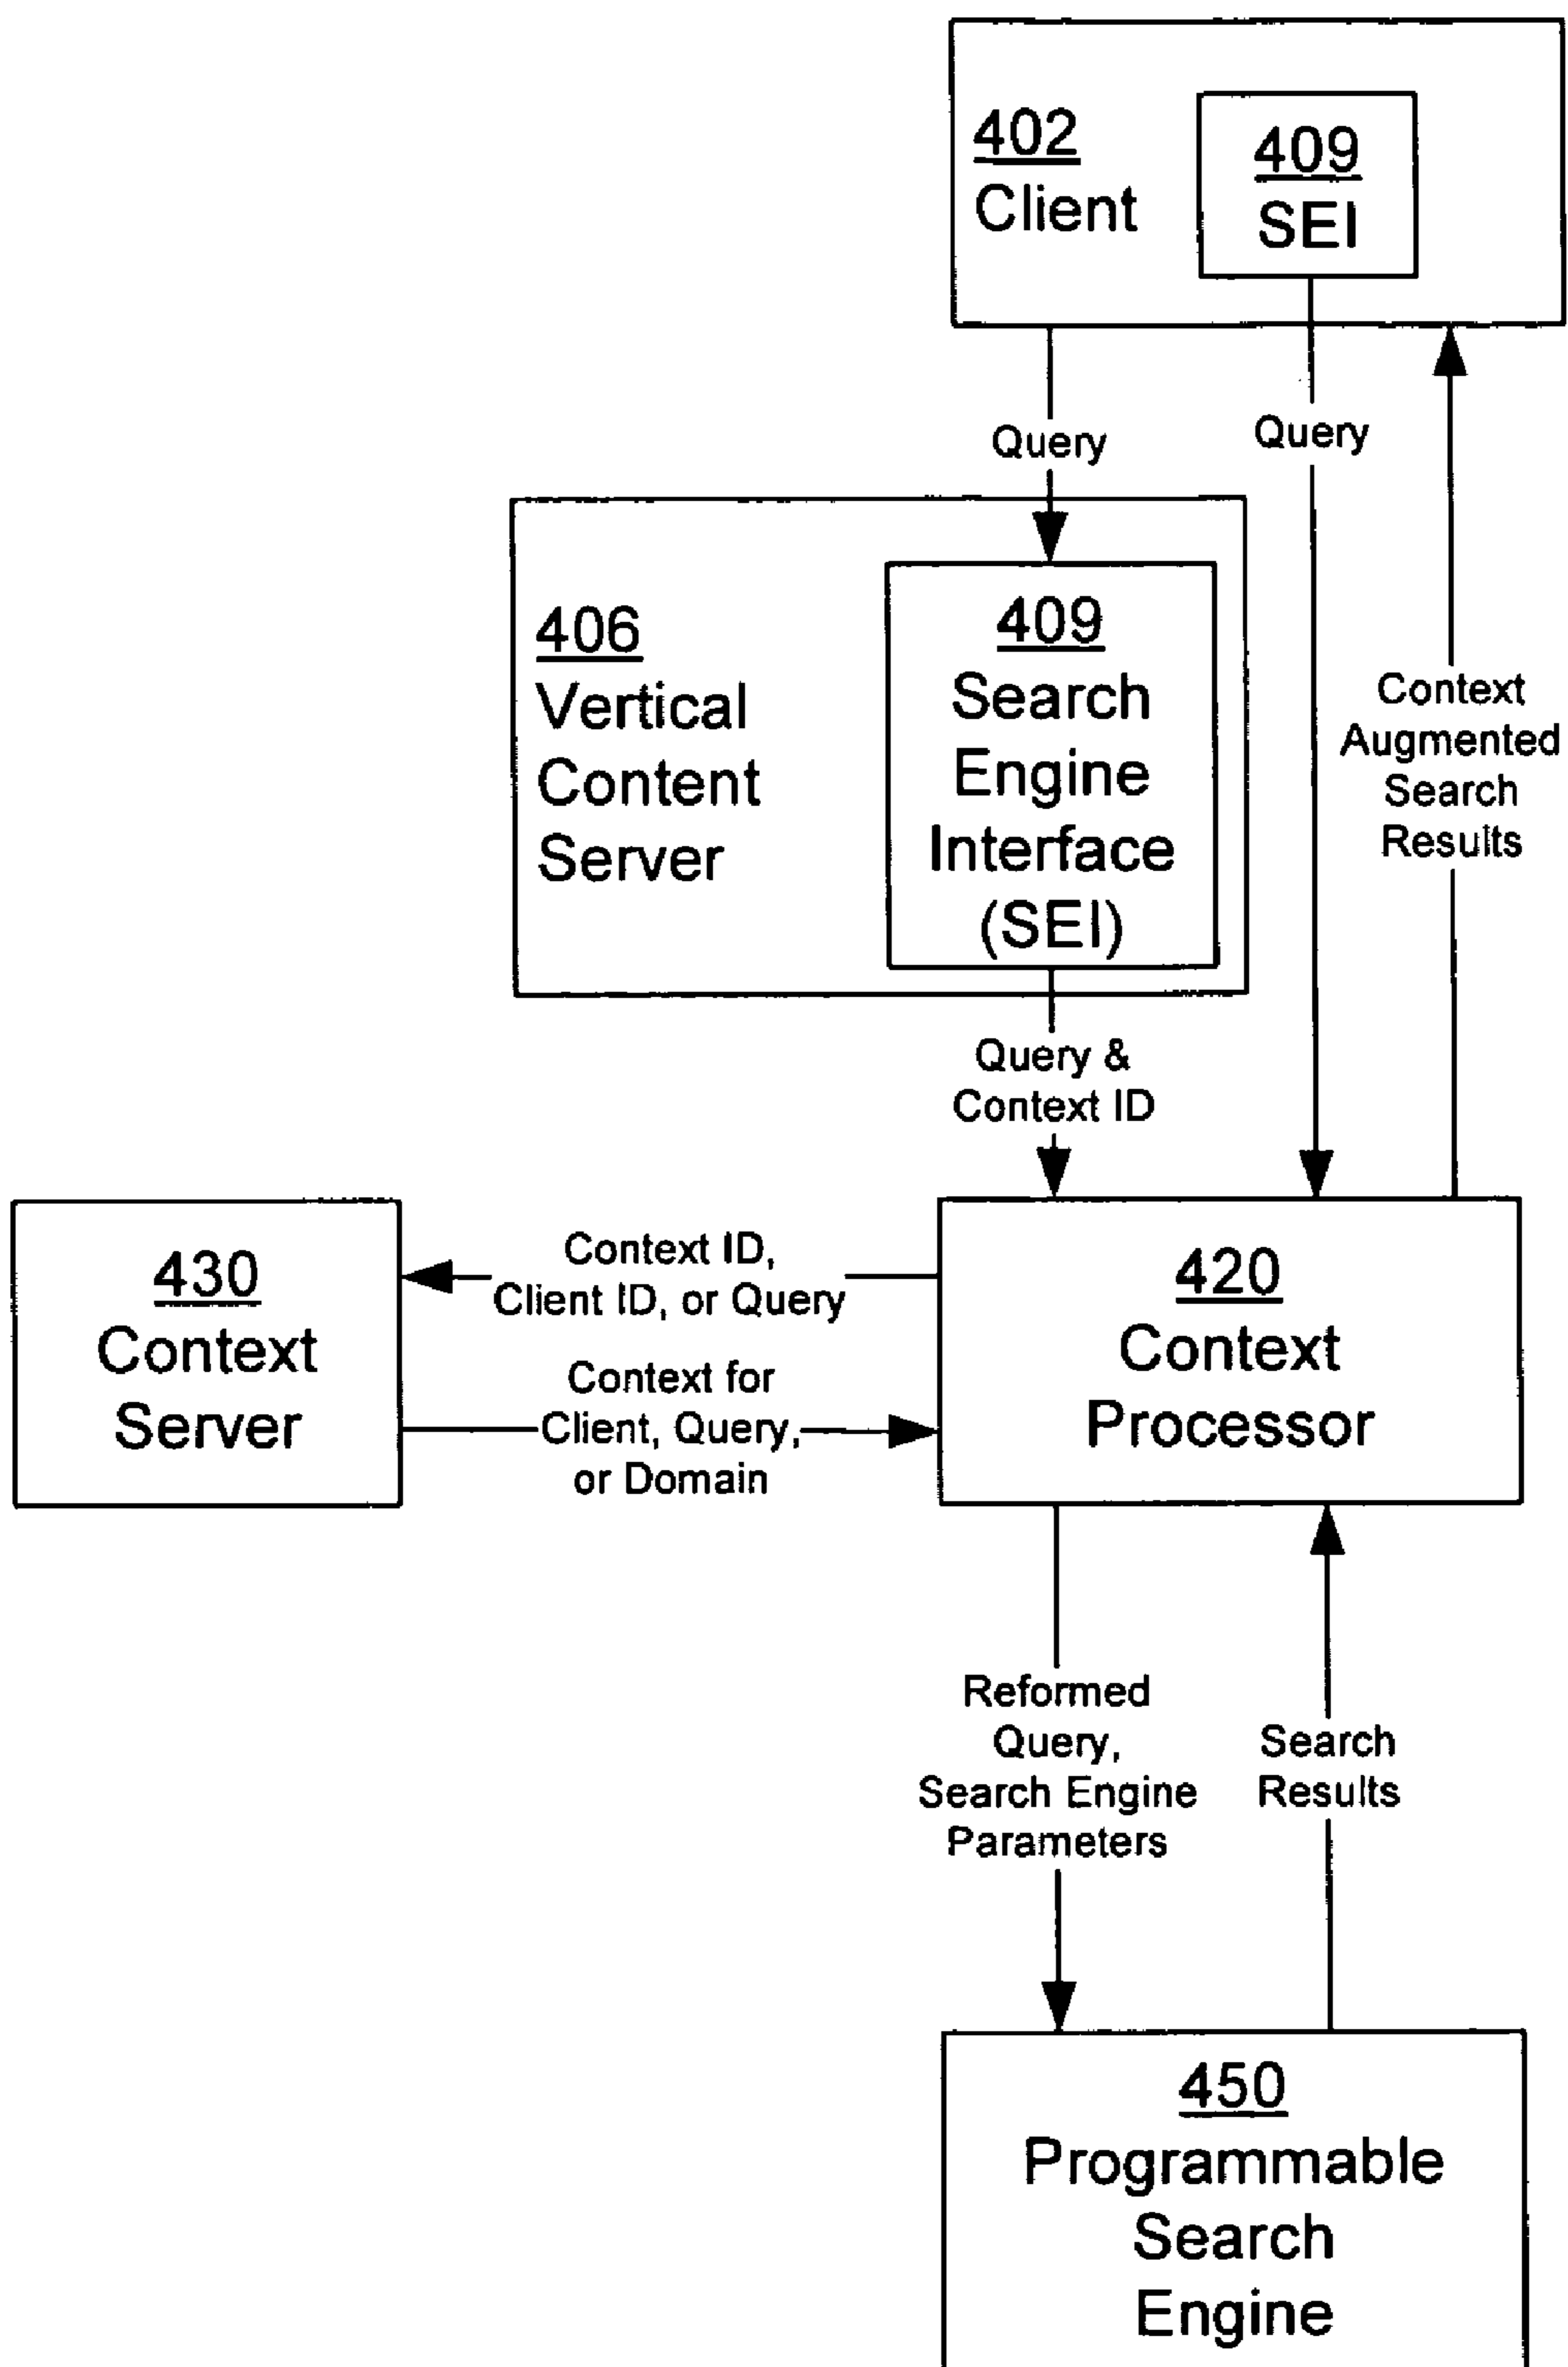 402
Client
409
SEI
Query
Query
406
Vertical
Content
Server
409
Search
Engine
Interface
(SEI)
Context
Augmented
Search
Results
Query &
Context ID
430
Context
Server
Context ID,
Client ID, or Query
Context for
Client, Query,
or Domain
420
Context
Processor
Reformed
Query,
Search Engine
Parameters
Search
Results
450
Programmable
Search
Engine